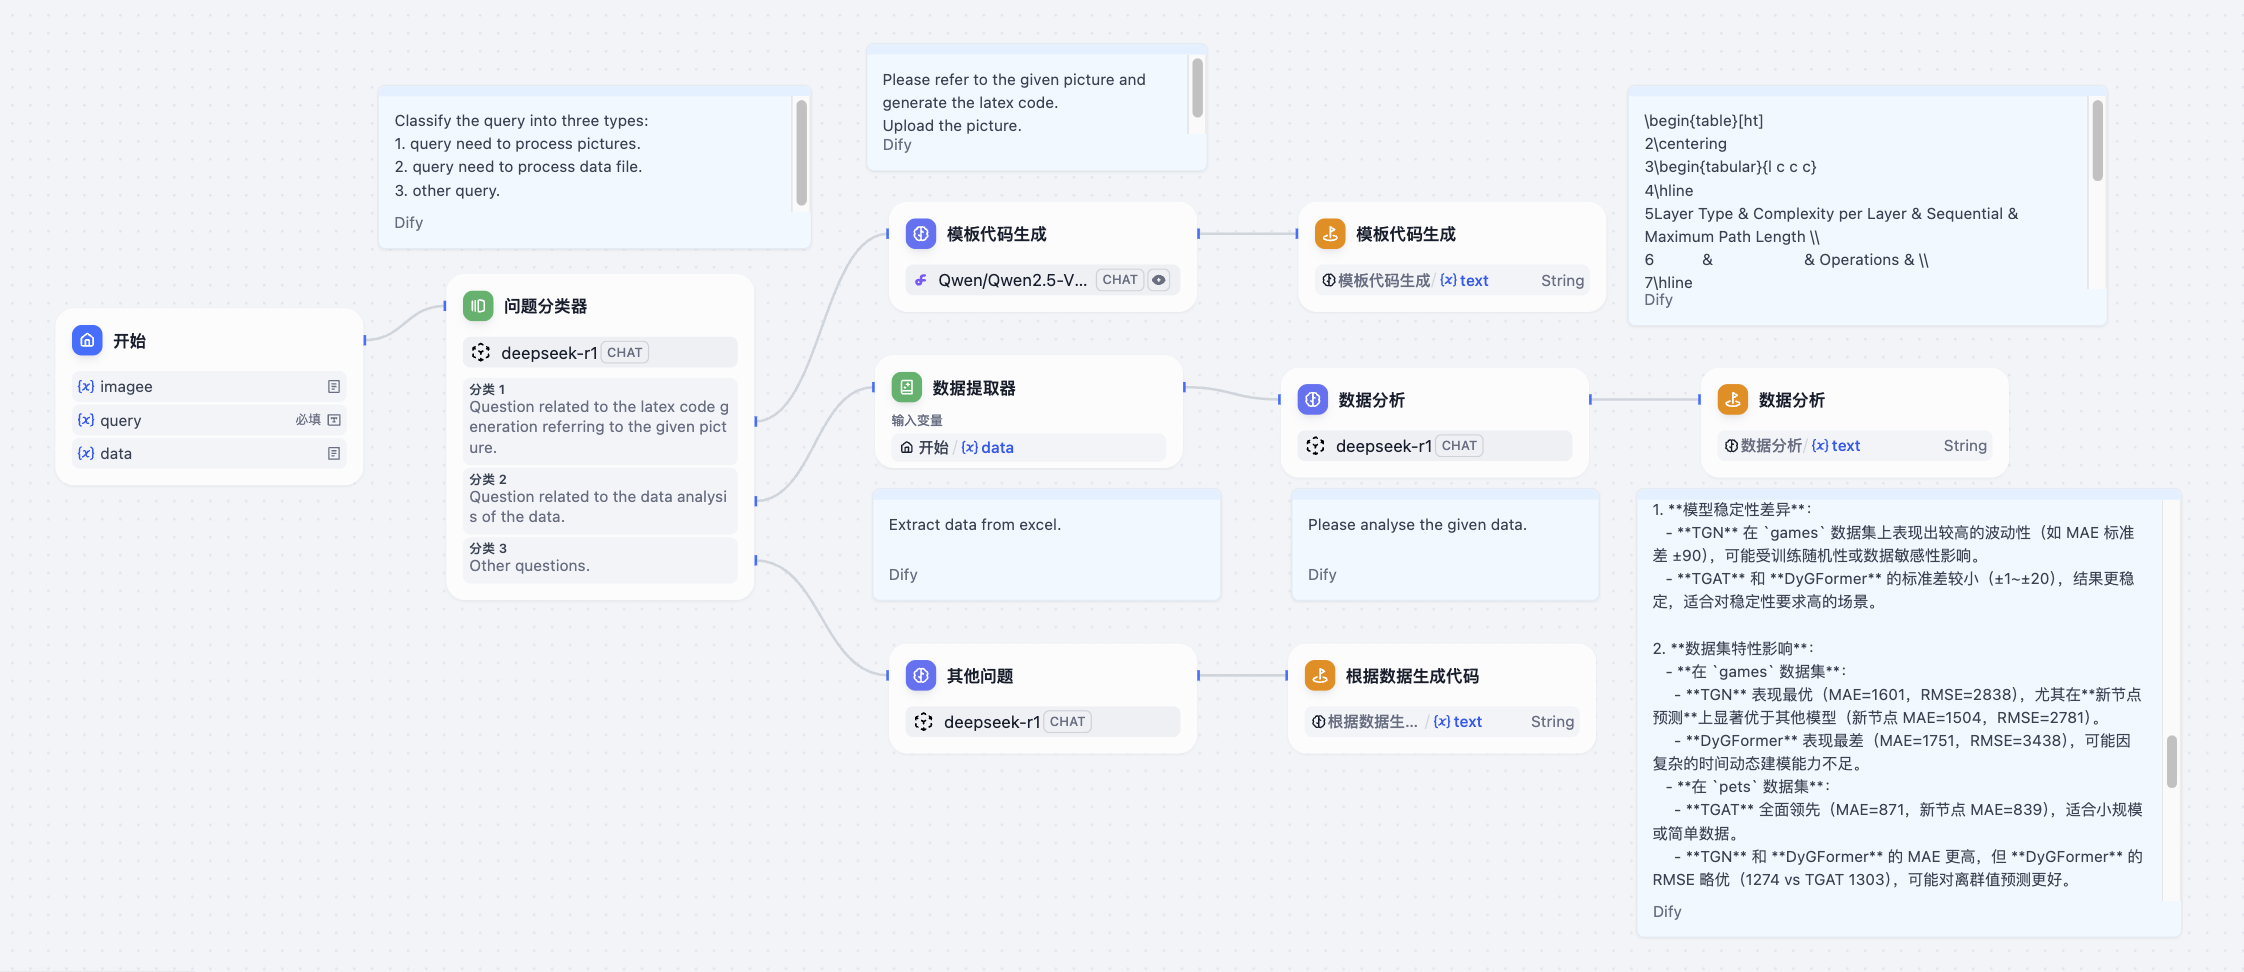 开始
{x} imagee
{x} query 必填
{x} data
Classify the query into three types:
1. query need to process pictures.
2. query need to process data file.
3. other query.
Dify
问题分类器
deepseek-r1 CHAT
分类 1
Question related to the latex code g
eneration referring to the given pict
ure.
分类 2
Question related to the data analysi
s of the data.
分类 3
Other questions.
Please refer to the given picture and
generate the latex code.
Upload the picture.
Dify
模板代码生成
Qwen/Qwen2.5-V... CHAT
模板代码生成
模板代码生成 / {x} text String
\begin{table}[ht]
2\centering
3\begin{tabular}{l c c c}
4\hline
5Layer Type & Complexity per Layer & Sequential &
Maximum Path Length \\
6 & & Operations & \\
7\hline
Dify
数据提取器
输入变量
开始 / {x} data
数据分析
deepseek-r1 CHAT
数据分析
数据分析 / {x} text String
Extract data from excel.
Dify
Please analyse the given data.
Dify
其他问题
deepseek-r1 CHAT
根据数据生成代码
根据数据生... / {x} text String
1. **模型稳定性差异**：
- **TGN** 在 `games` 数据集上表现出较高的波动性（如 MAE 标准
差 ±90），可能受训练随机性或数据敏感性影响。
- **TGAT** 和 **DyGFormer** 的标准差较小（±1~±20），结果更稳
定，适合对稳定性要求高的场景。
2. **数据集特性影响**：
- **在 `games` 数据集**：
- **TGN** 表现最优（MAE=1601，RMSE=2838），尤其在**新节点
预测**上显著优于其他模型（新节点 MAE=1504，RMSE=2781）。
- **DyGFormer** 表现最差（MAE=1751，RMSE=3438），可能因
复杂的时间动态建模能力不足。
- **在 `pets` 数据集**：
- **TGAT** 全面领先（MAE=871，新节点 MAE=839），适合小规模
或简单数据。
- **TGN** 和 **DyGFormer** 的 MAE 更高，但 **DyGFormer** 的
RMSE 略优（1274 vs TGAT 1303），可能对离群值预测更好。
Dify